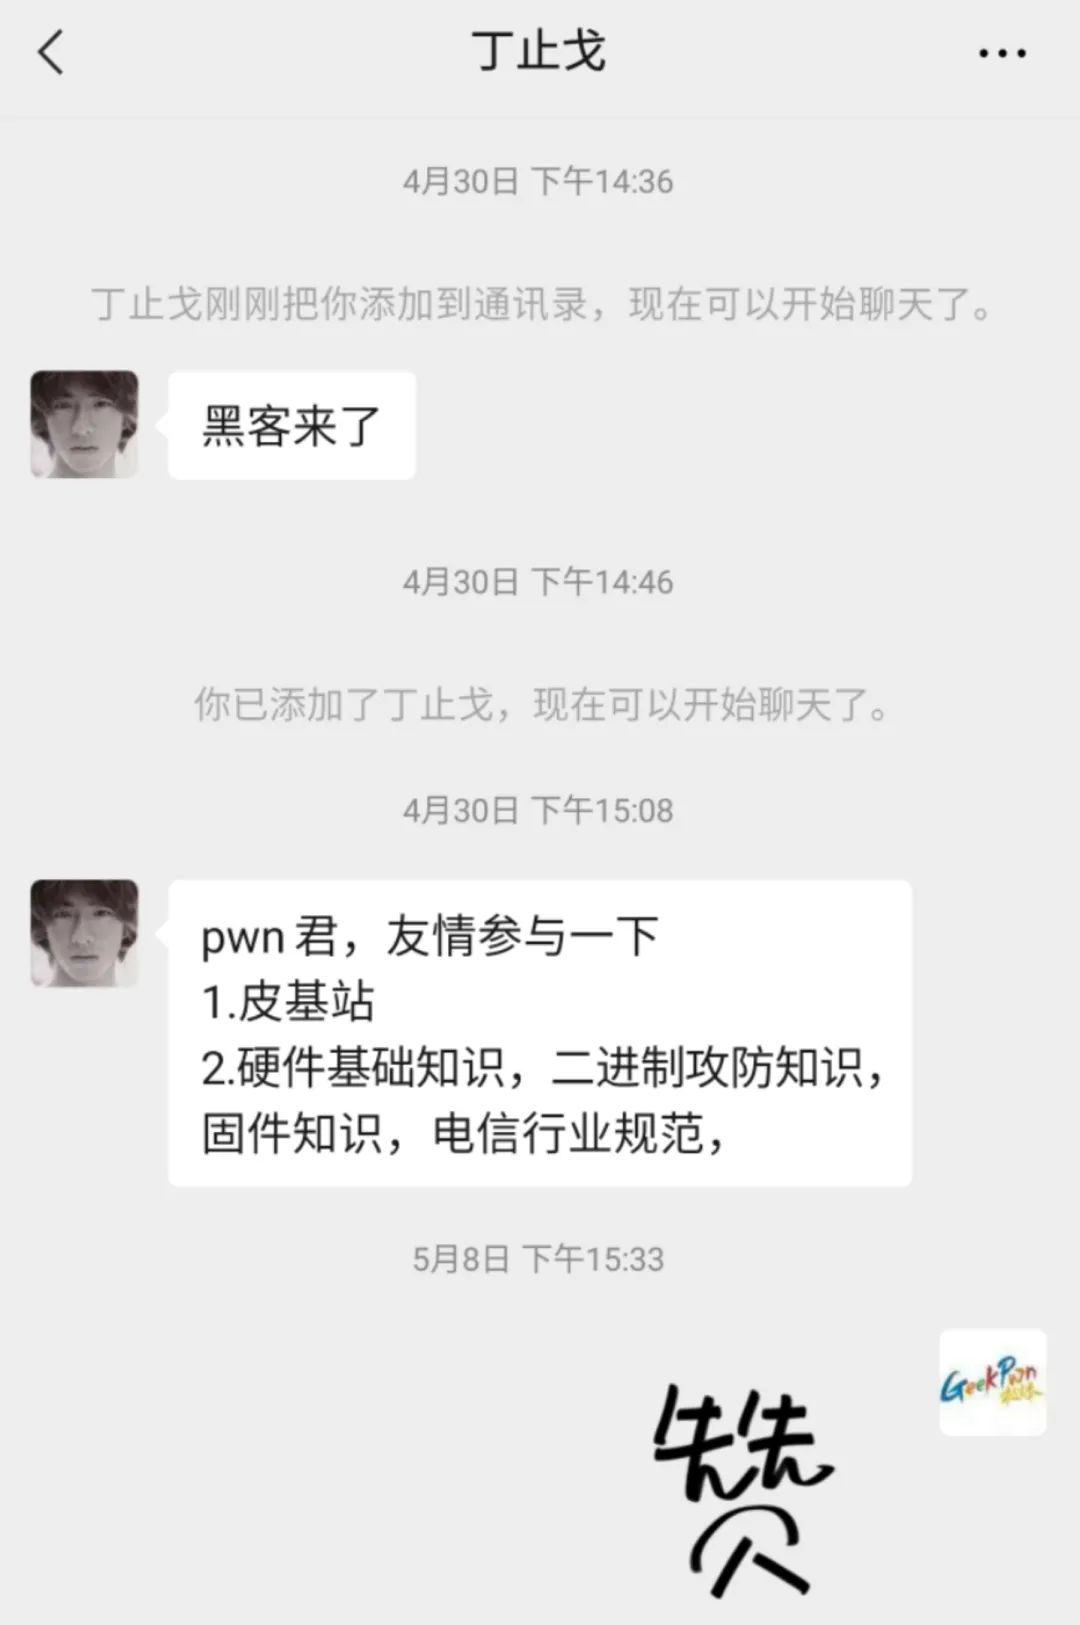 丁止戈
4月30日 下午14:36
丁止戈刚刚把你添加到通讯录，现在可以开始聊天了。
黑客来了
4月30日 下午14:46
你已添加了丁止戈，现在可以开始聊天了。
4月30日 下午15:08
pwn君，友情参与一下
1.皮基站
2.硬件基础知识，二进制攻防知识，
固件知识，电信行业规范，
5月8日 下午15:33
GeekPwn
赞